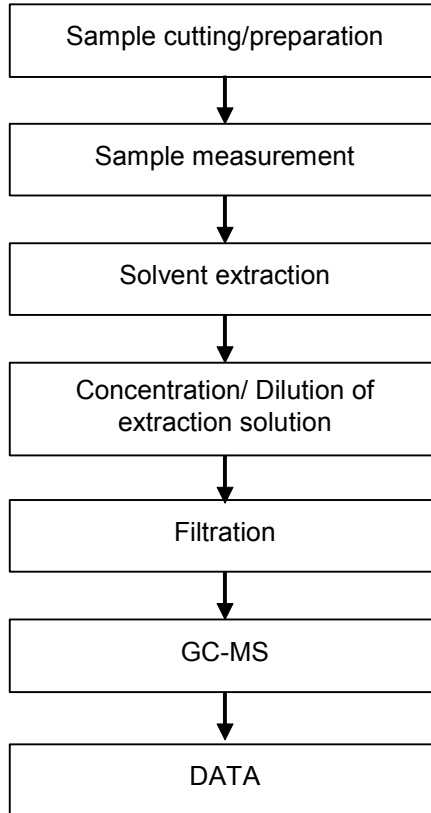 Sample cutting/preparation
Sample measurement
Solvent extraction
Concentration/ Dilution of
extraction solution
Filtration
GC-MS
DATA